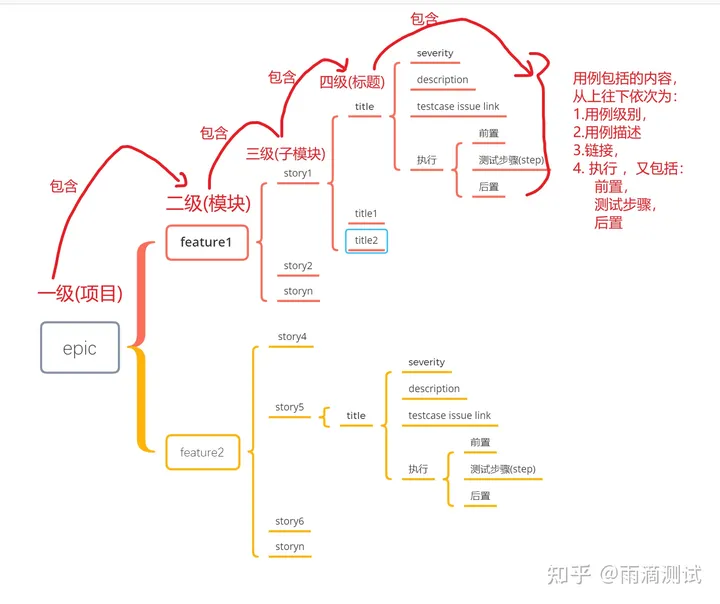 包含
severity
包含
四级(标题)
description
用例包括的内容，
从上往下依次为：
title
testcase issue link
1.用例级别，
包含
前置
2.用例描述
三级(子模块)
执行
测试步骤(step)
3.链接，
story1
4. 执行 ，又包括：
包含
后置
前置，
二级(模块)
测试步骤，
title1
后置
feature1
title2
story2
一级(项目)
storyn
epic
story4
severity
description
story5
title
testcase issue link
前置
feature2
执行
测试步骤(step)
后置
story6
storyn
知乎 @雨滴测试